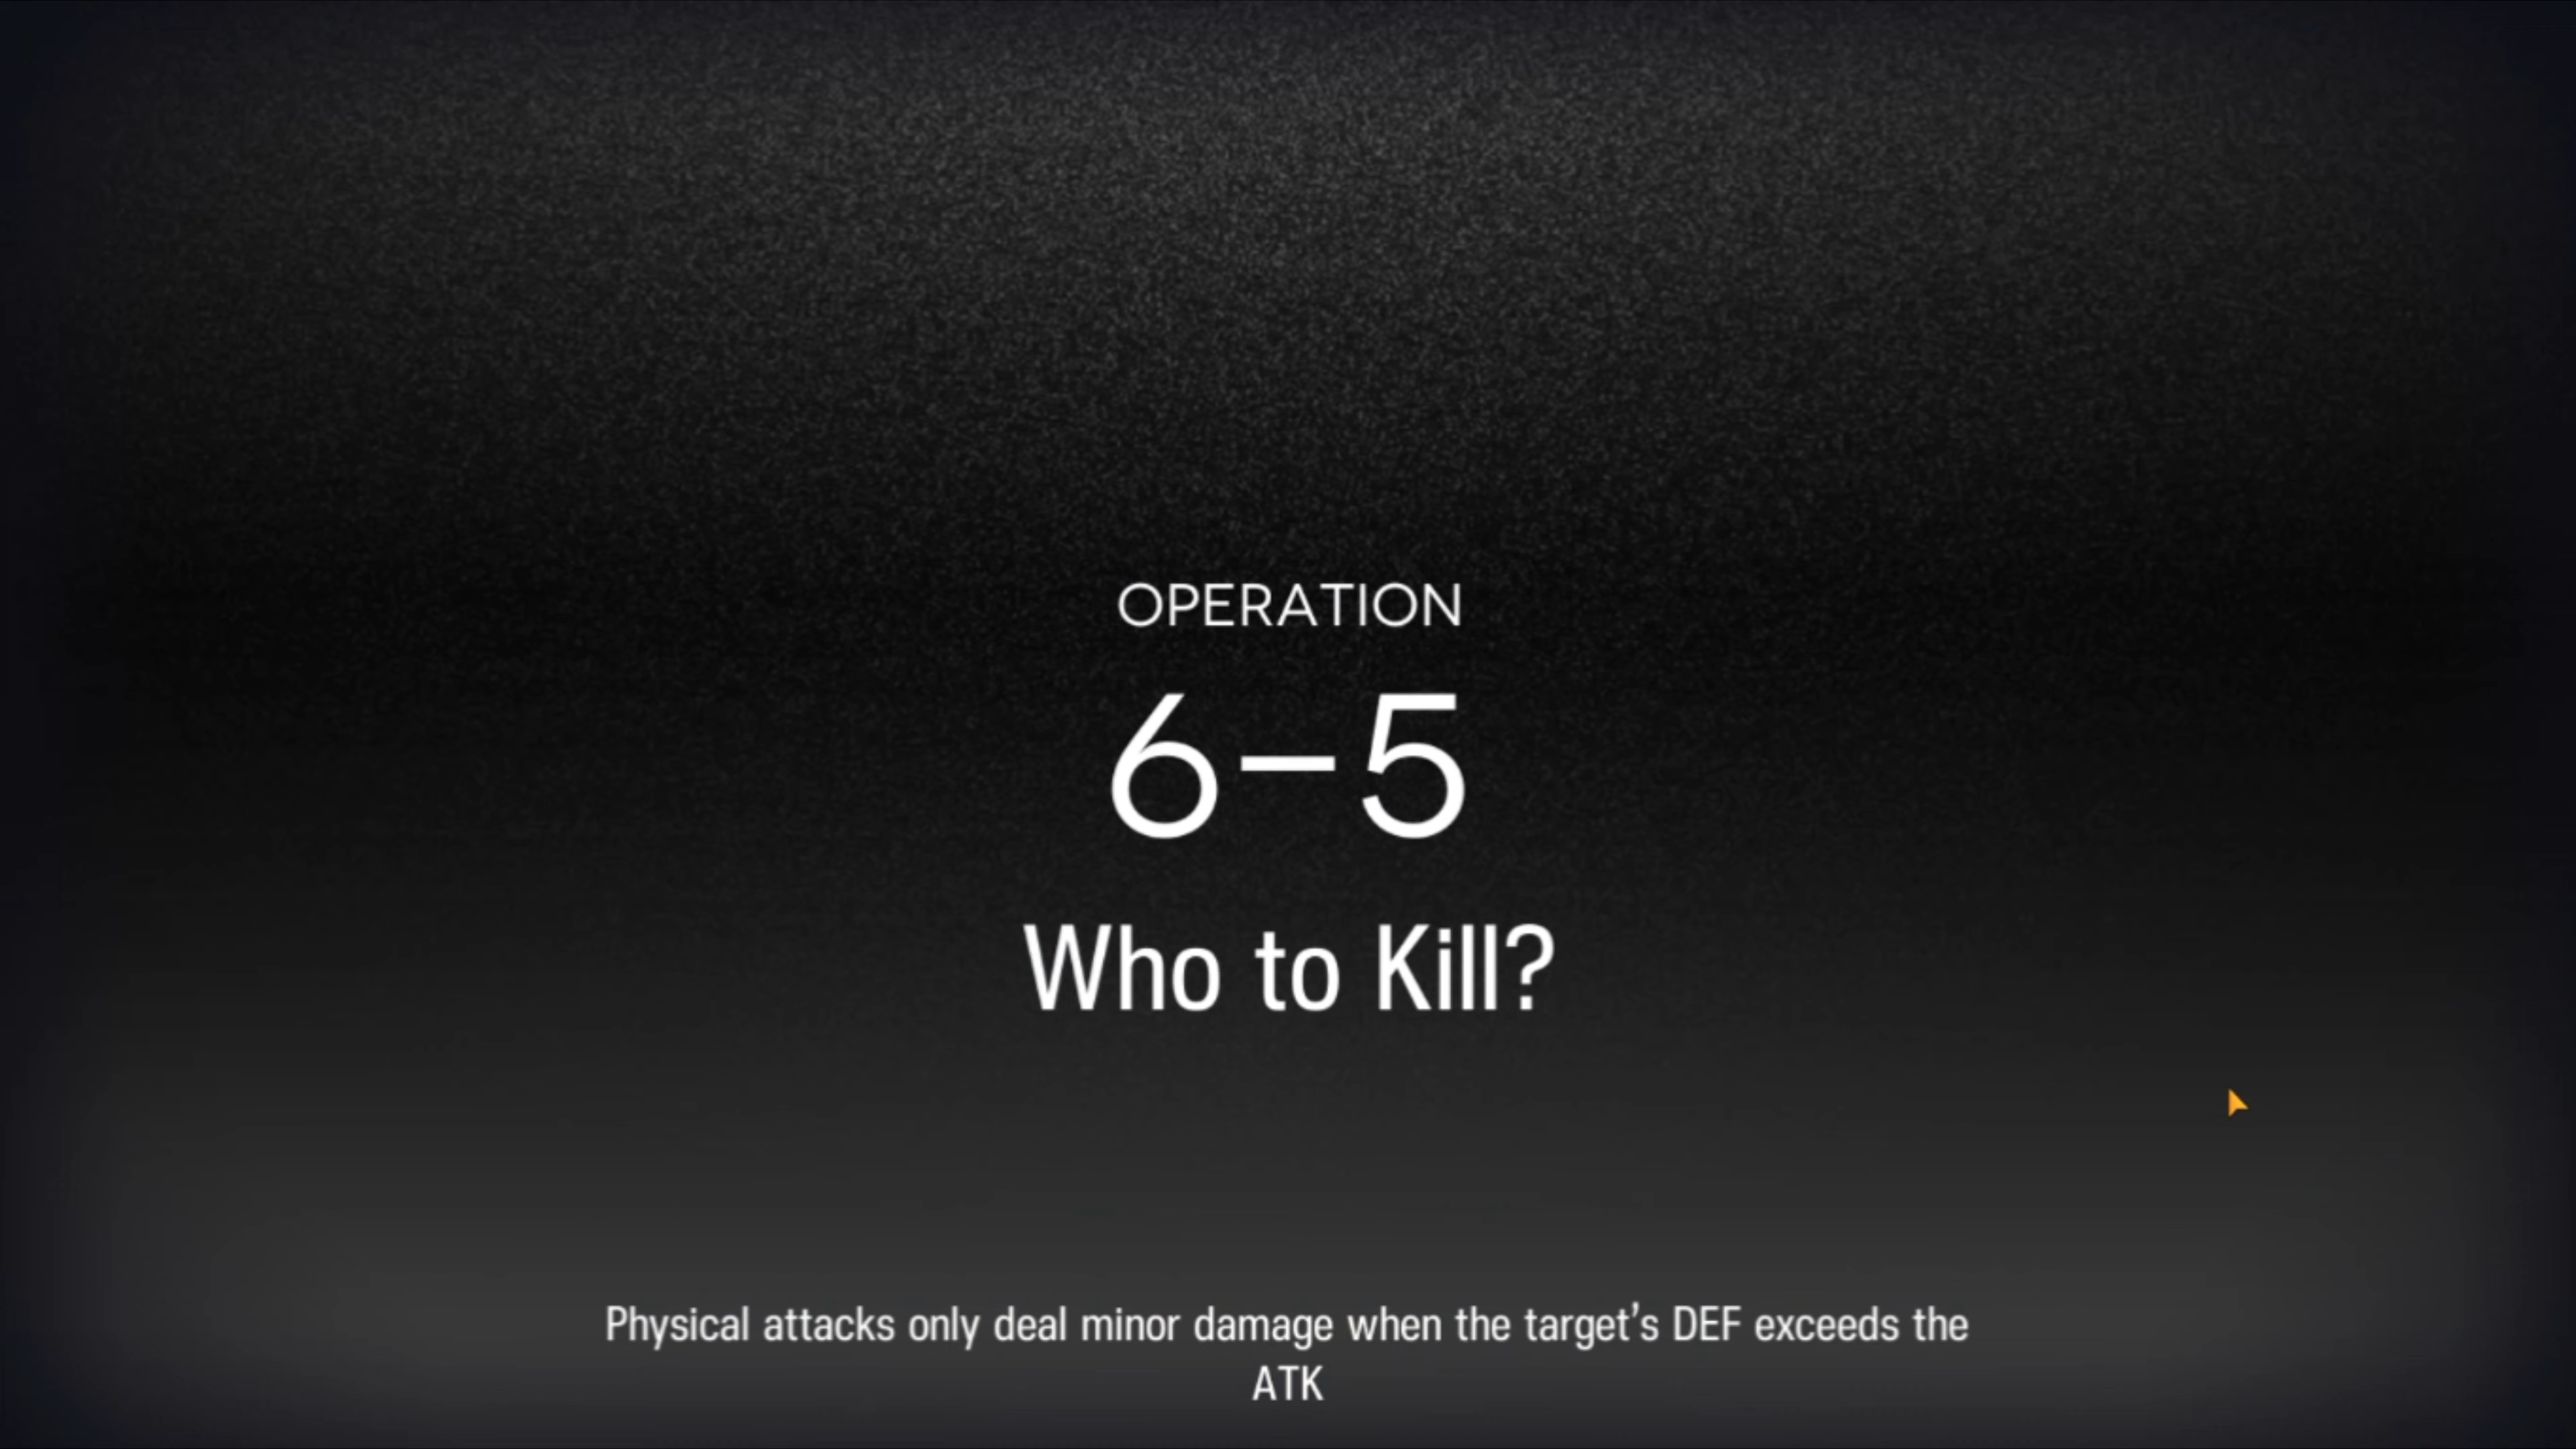 OPERATION
6–5
Who to Kill?
Physical attacks only deal minor damage when the target's DEF exceeds the
ATK